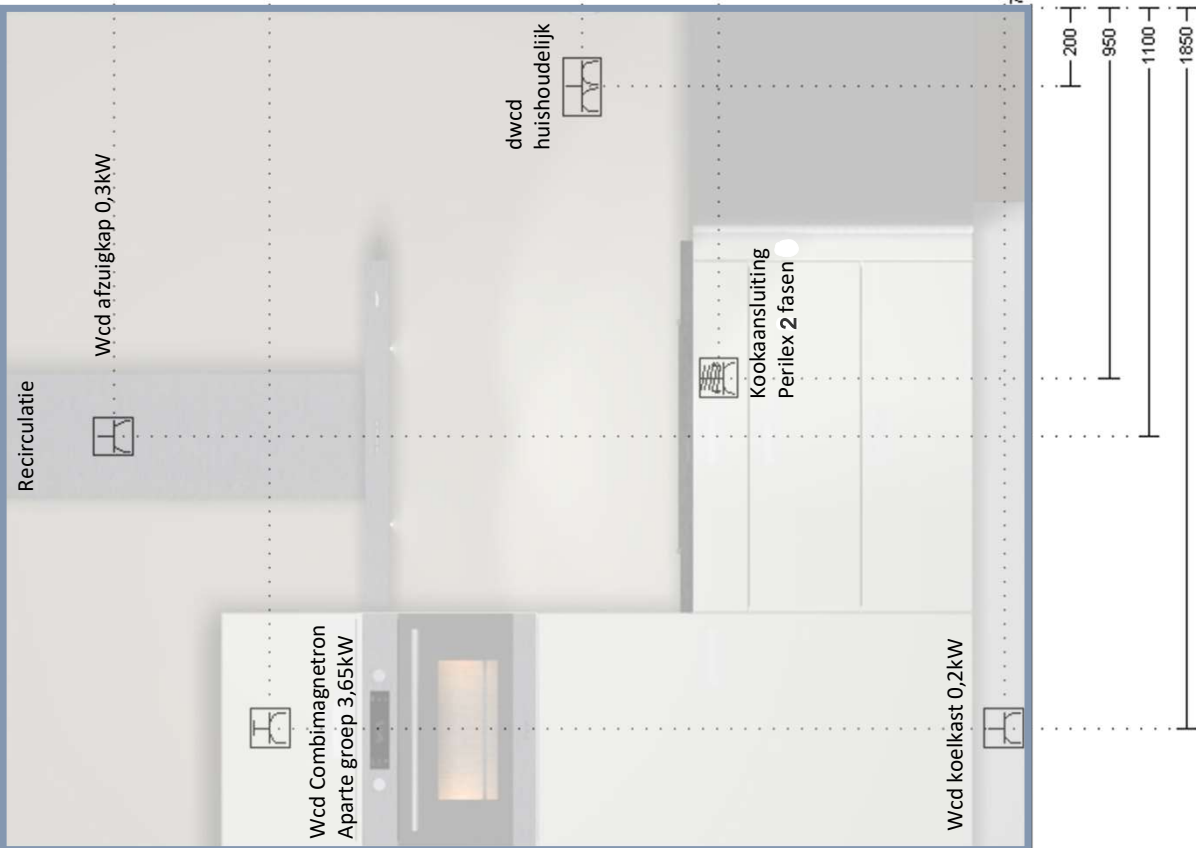 Recirculatie
Wcd afzuigkap 0,3kW
dwcd
huishoudelijk
Wcd Combimagnetron
Aparte groep 3,65kW
Kookaansluiting
Perilex 2 fasen
Wcd koelkast 0,2kW
200
950
1100
1850